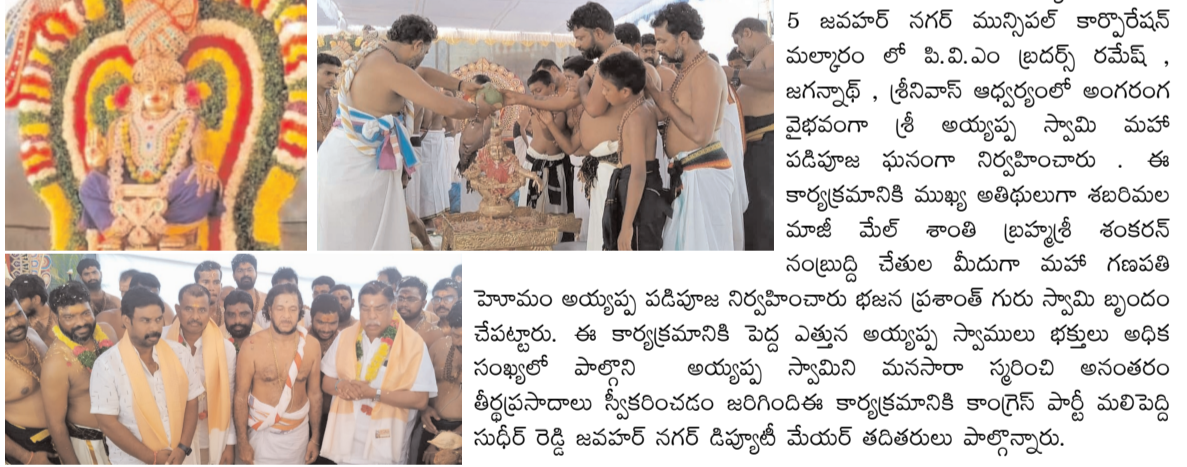 5 జవహర్ నగర్ మున్సిపల్ కార్పొరేషన్
మల్కారం లో పి.వి.ఎం బ్రదర్స్ రమేష్ ,
జగన్నాథ్ , శ్రీనివాస్ ఆధ్వర్యంలో అంగరంగ
వైభవంగా శ్రీ అయ్యప్ప స్వామి మహా
పడిపూజ ఘనంగా నిర్వహించారు . ఈ
కార్యక్రమానికి ముఖ్య అతిథులుగా శబరిమల
మాజీ మేల్ శాంతి బ్రహ్మశ్రీ శంకరన్
నంబ్రుద్ది చేతుల మీదుగా మహా గణపతి
హెూమం అయ్యప్ప పడిపూజ నిర్వహించారు భజన ప్రశాంత్ గురు స్వామి బృందం
చేపట్టారు. ఈ కార్యక్రమానికి పెద్ద ఎత్తున అయ్యప్ప స్వాములు భక్తులు అధిక
సంఖ్యలో పాల్గొని అయ్యప్ప స్వామిని మనసారా స్మరించి అనంతరం
తీర్థప్రసాదాలు స్వీకరించడం జరిగిందిఈ కార్యక్రమానికి కాంగ్రెస్ పార్టీ మలిపెద్ది
సుధీర్ రెడ్డి జవహర్ నగర్ డిప్యూటీ మేయర్ తదితరులు పాల్గొన్నారు.